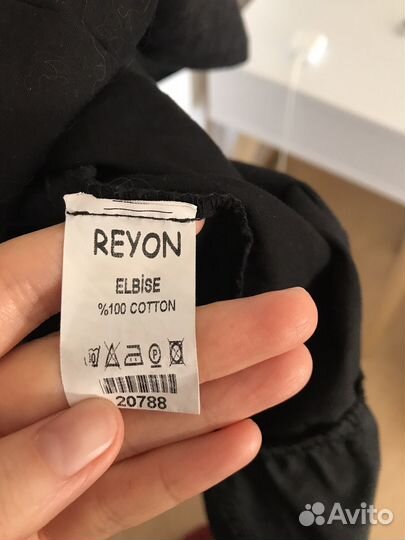 REYON
ELBİSE
%100 COTTON
P
20788
Avito